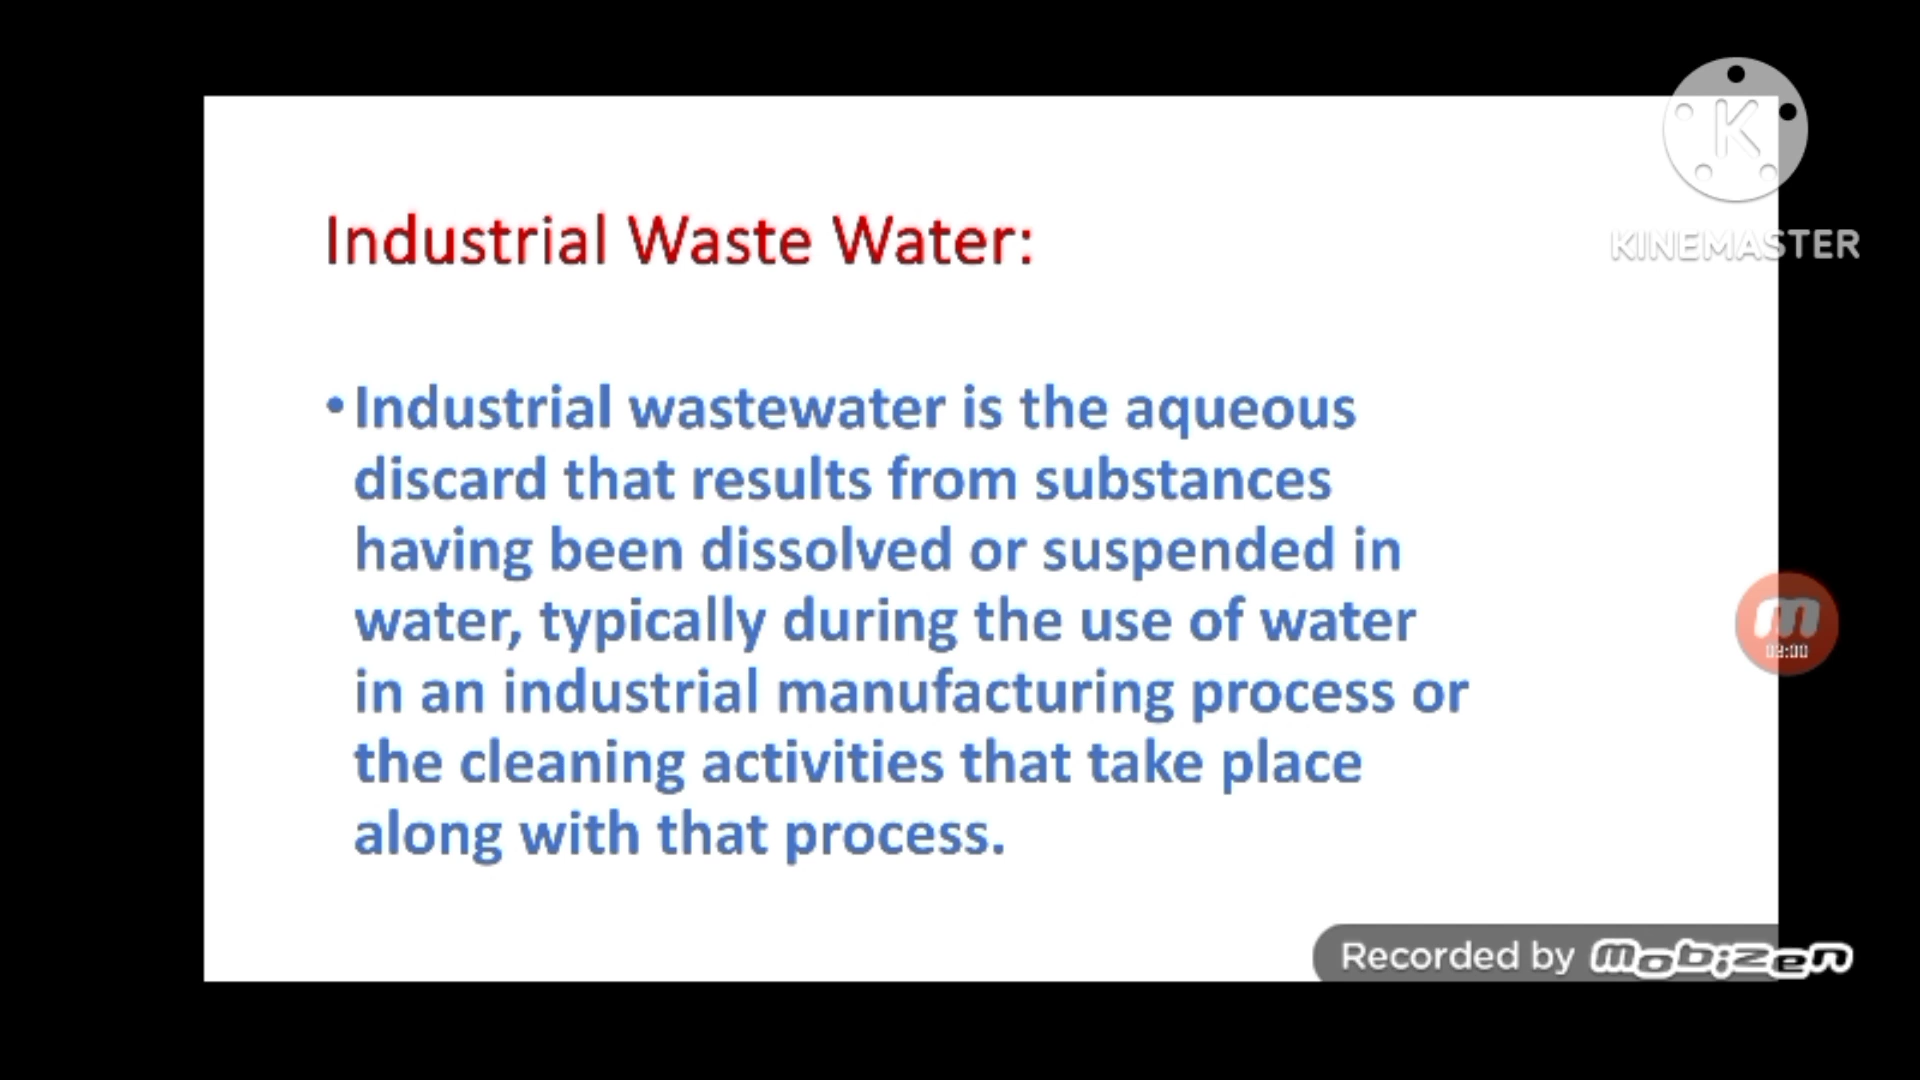 K
KINEMASTER
Industrial Waste Water:
•Industrial wastewater is the aqueous
discard that results from substances
having been dissolved or suspended in
water, typically during the use of water
in an industrial manufacturing process or
the cleaning activities that take place
along with that process.
m
03:00
Recorded by mobizen